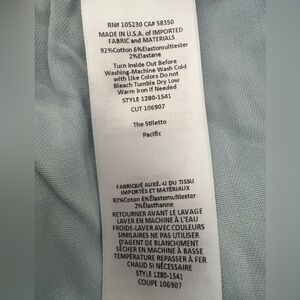 RN# 105230 CA# 58350
MADE IN U.S.A. of IMPORTED
FABRIC and MATERIALS
92%Cotton 6%Elastomultiester
2%Elastane
Turn Inside Out Before
Washing-Machine Wash Cold
with Like Colors Do not
Bleach Tumble Dry Low
Warm Iron if Needed
STYLE 1280-1541
CUT 106907
The Stiletto
Pacific
FABRIQUÉ AUXÉ.-U DU TISSU
IMPORTÉS ET MATÉRIAUX
92%Cotton 6%Élastomultiester
2%Élasthanne
RETOURNER AVANT LE LAVAGE
LAVER EN MACHINE À L'EAU
FROIDE-LAVER AVEC COULEURS
SIMILAIRES NE PAS UTILISER
D'AGENT DE BLANCHIMENT
SÉCHER EN MACHINE À BASSE
TEMPÉRATURE REPASSER À FER
CHAUD SI NÉCESSAIRE
STYLE 1280-1541
COUPE 106907